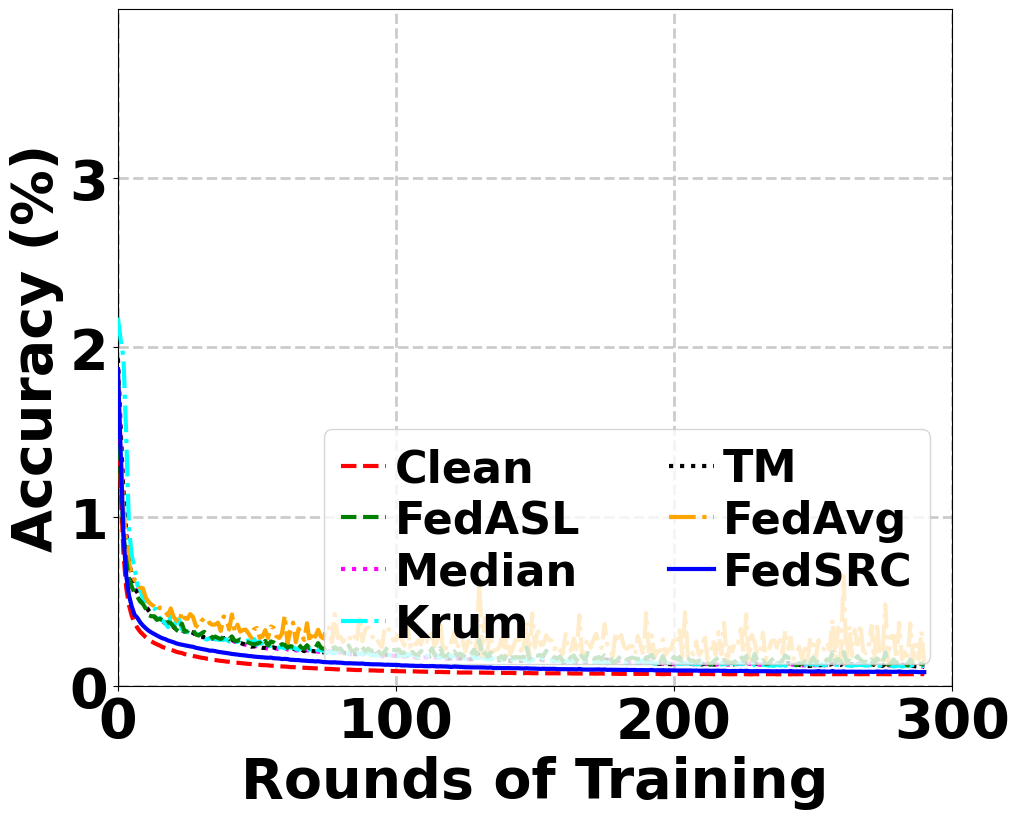 Accuracy (%)
3
2
1
0
Clean
FedASL
Median
Krum
TM
FedAvg
FedSRC
0 100 200 300
Rounds of Training